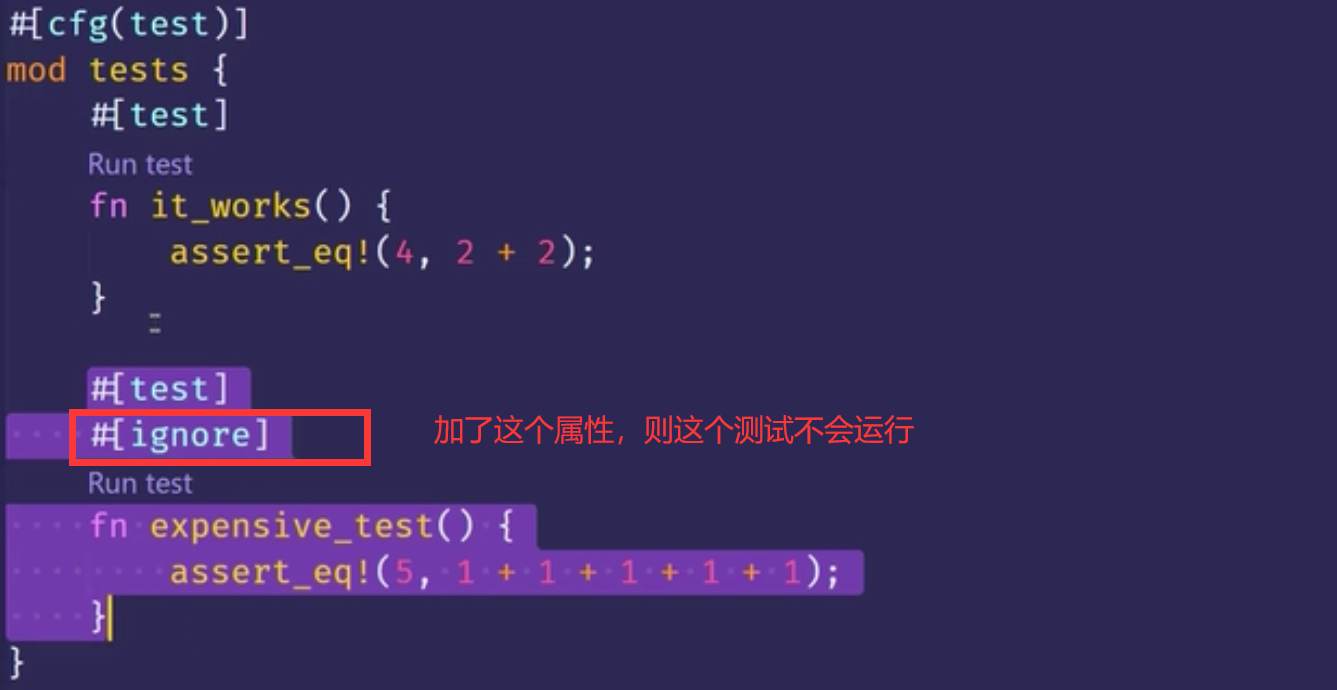 #[cfg(test)]
mod tests {
    #[test]
    Run test
    fn it_works() {
        assert_eq!(4, 2 + 2);
    }
    #[test]
    #[ignore] 加了这个属性，则这个测试不会运行
    Run test
    fn expensive_test() {
        assert_eq!(5, 1 + 1 + 1 + 1 + 1);
    }
}